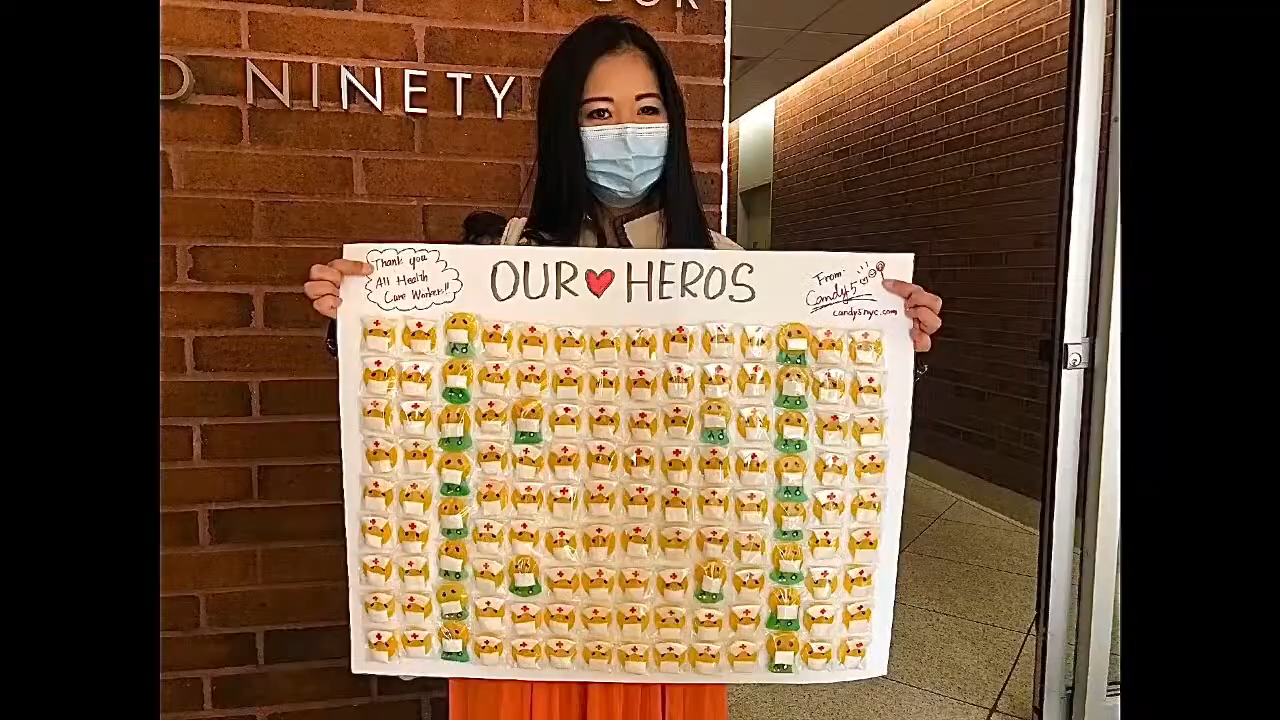 D NINETY
Thank you
All Health
Care Workers!!
OUR HEROS
From:
Candy5
candy5nyc.com